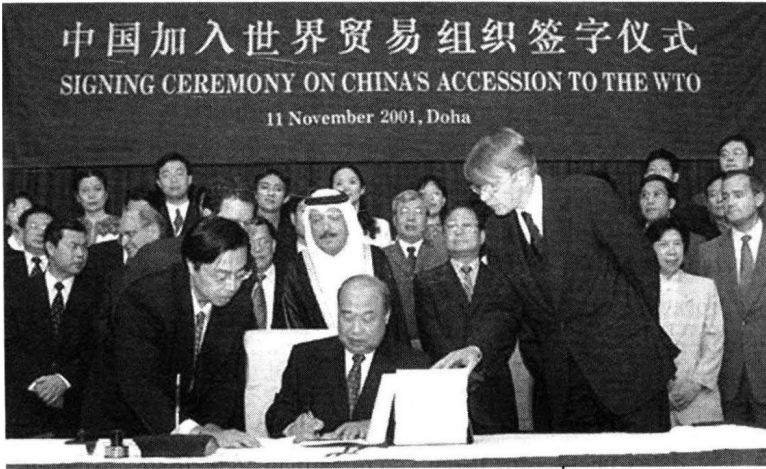 中国加入世界贸易组织签字仪式
SIGNING CEREMONY ON CHINA'S ACCESSION TO THE WTO
11 November 2001, Doha